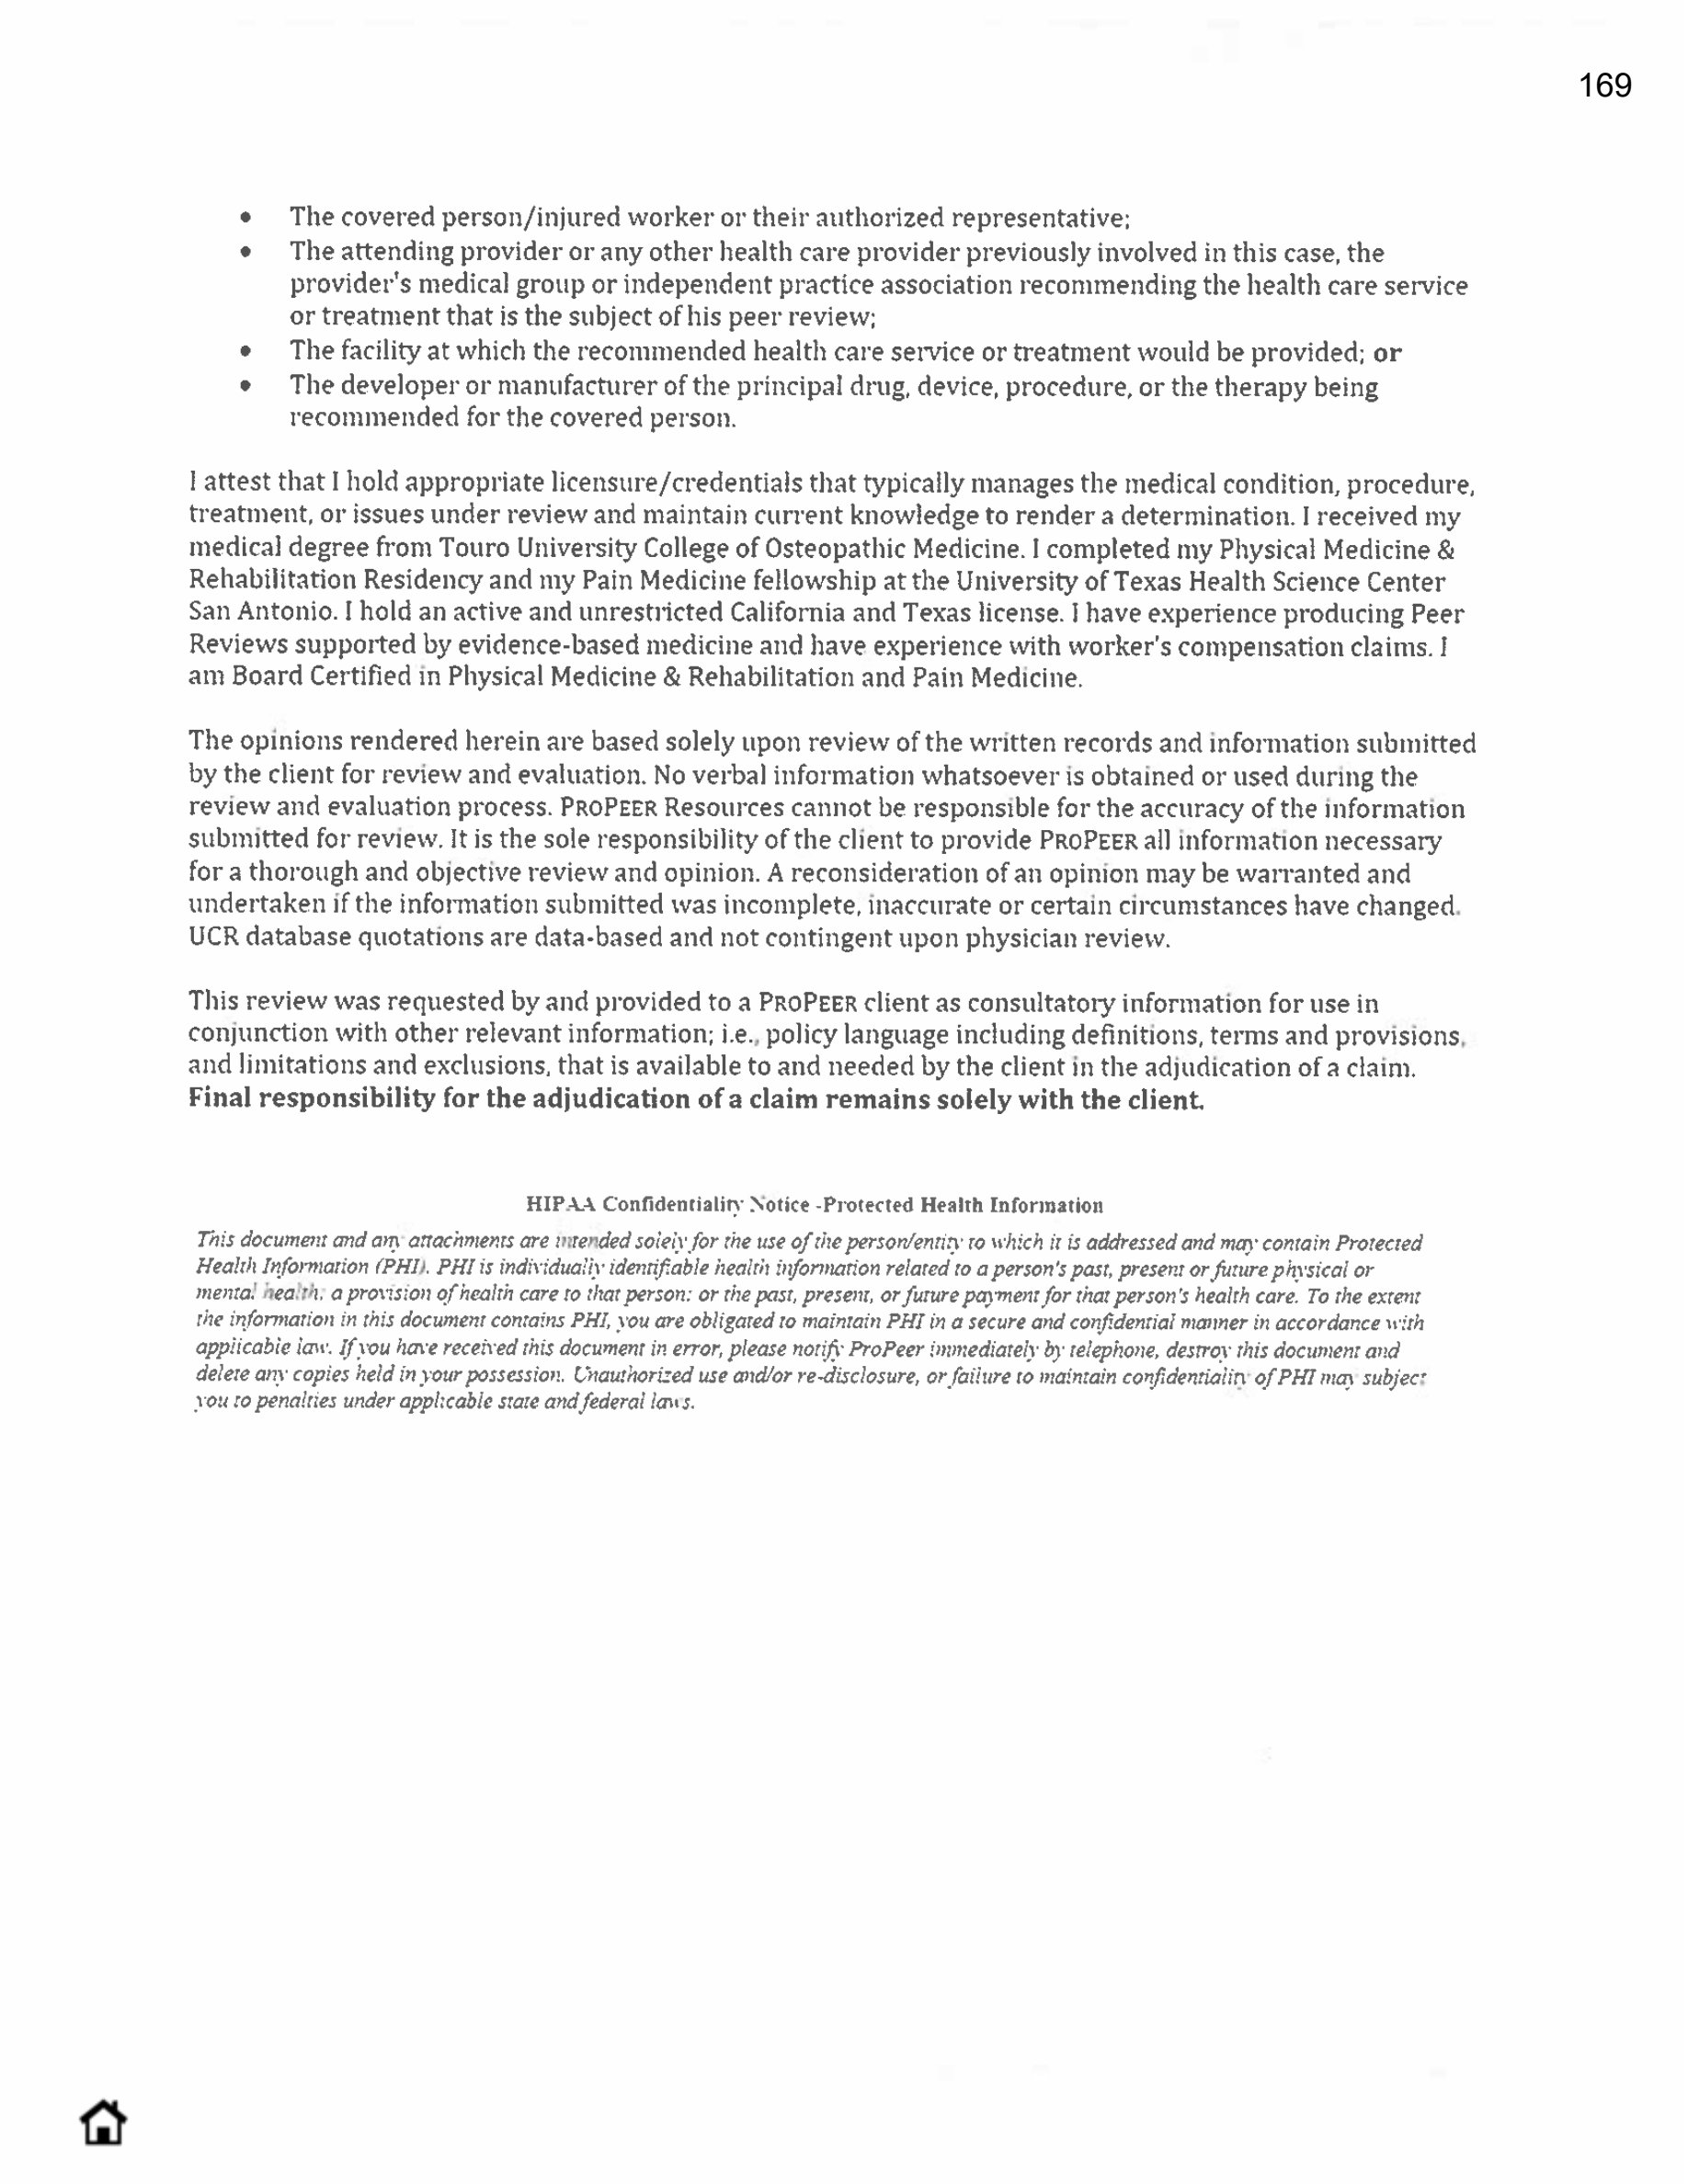 169
• The covered person/injured worker or their authorized representative;
• The attending provider or any other health care provider previously involved in this case, the
provider's medical group or independent practice association recommending the health care service
or treatment that is the subject of his peer review;
• The facility at which the recommended health care service or treatment would be provided; or
• The developer or manufacturer of the principal drug, device, procedure, or the therapy being
recommended for the covered person.
I attest that I hold appropriate licensure/credentials that typically manages the medical condition, procedure,
treatment, or issues under review and maintain current knowledge to render a determination. I received my
medical degree from Touro University College of Osteopathic Medicine. I completed my Physical Medicine &
Rehabilitation Residency and my Pain Medicine fellowship at the University of Texas Health Science Center
San Antonio. I hold an active and unrestricted California and Texas license. I have experience producing Peer
Reviews supported by evidence-based medicine and have experience with worker's compensation claims. I
am Board Certified in Physical Medicine & Rehabilitation and Pain Medicine.
The opinions rendered herein are based solely upon review of the written records and information submitted
by the client for review and evaluation. No verbal information whatsoever is obtained or used during the
review and evaluation process. PROPEER Resources cannot be responsible for the accuracy of the information
submitted for review. It is the sole responsibility of the client to provide PROPEER all information necessary
for a thorough and objective review and opinion. A reconsideration of an opinion may be warranted and
undertaken if the information submitted was incomplete, inaccurate or certain circumstances have changed.
UCR database quotations are data-based and not contingent upon physician review.
This review was requested by and provided to a PROPEER client as consultatory information for use in
conjunction with other relevant information; i.e., policy language including definitions, terms and provisions,
and limitations and exclusions, that is available to and needed by the client in the adjudication of a claim.
Final responsibility for the adjudication of a claim remains solely with the client.
HIPAA Confidentiality Notice -Protected Health Information
This document and any attachments are intended solely for the use of the person/entity to which it is addressed and may contain Protected
Health Information (PHI). PHI is individually identifiable health information related to a person's past, present or future physical or
mental health: a provision of health care to that person: or the past, present, or future payment for that person's health care. To the extent
the information in this document contains PHI, you are obligated to maintain PHI in a secure and confidential manner in accordance with
applicable law. If you have received this document in error, please notify ProPeer immediately by telephone, destroy this document and
delete any copies held in your possession. Unauthorized use and/or re-disclosure, or failure to maintain confidentiality of PHI may subject
you to penalties under applicable state and federal laws.